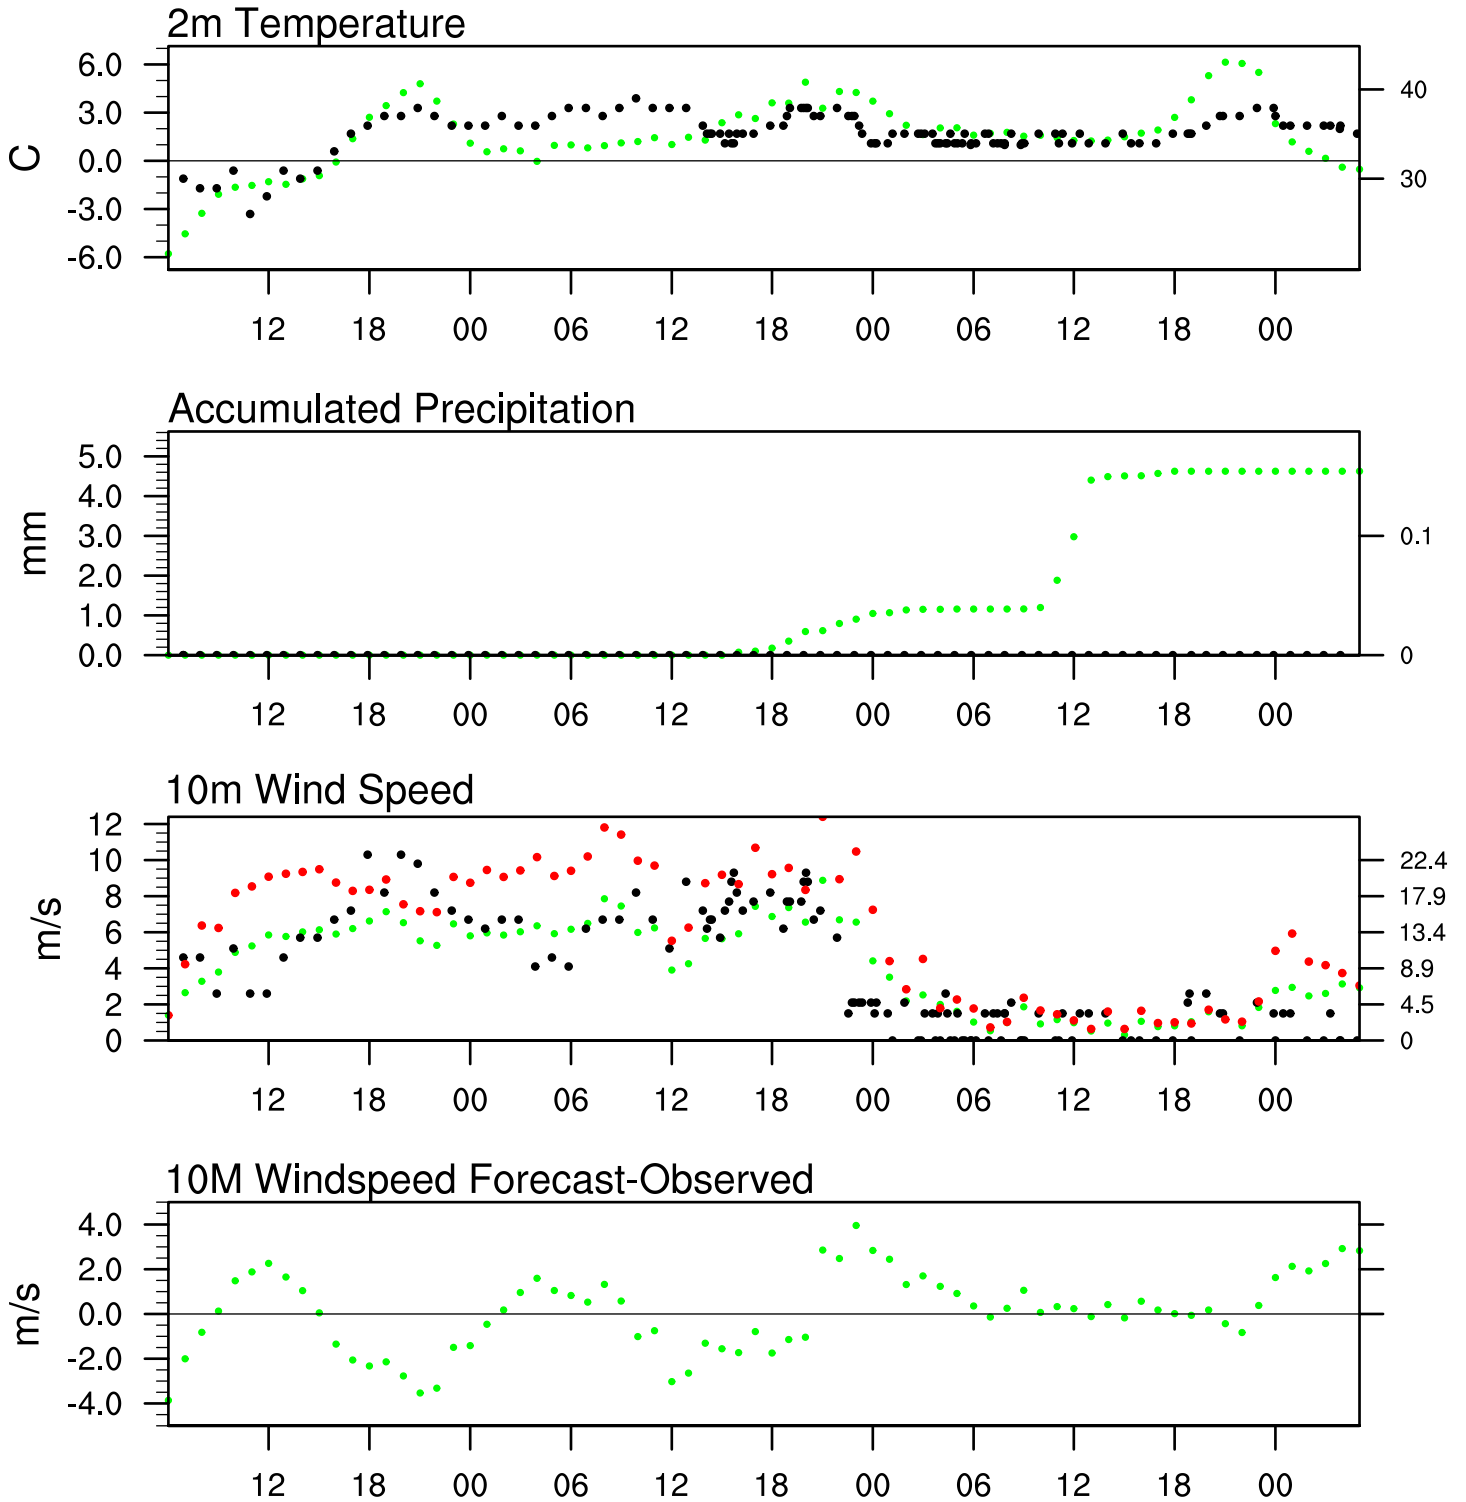 2m Temperature
6.0
3.0
0.0
-3.0
-6.0
C
40
30
12 18 00 06 12 18 00 06 12 18 00
Accumulated Precipitation
5.0
4.0
3.0
2.0
1.0
0.0
mm
0.1
0
12 18 00 06 12 18 00 06 12 18 00
10m Wind Speed
12
10
8
6
4
2
0
m/s
22.4
17.9
13.4
8.9
4.5
0
12 18 00 06 12 18 00 06 12 18 00
10M Windspeed Forecast-Observed
4.0
2.0
0.0
-2.0
-4.0
m/s
12 18 00 06 12 18 00 06 12 18 00